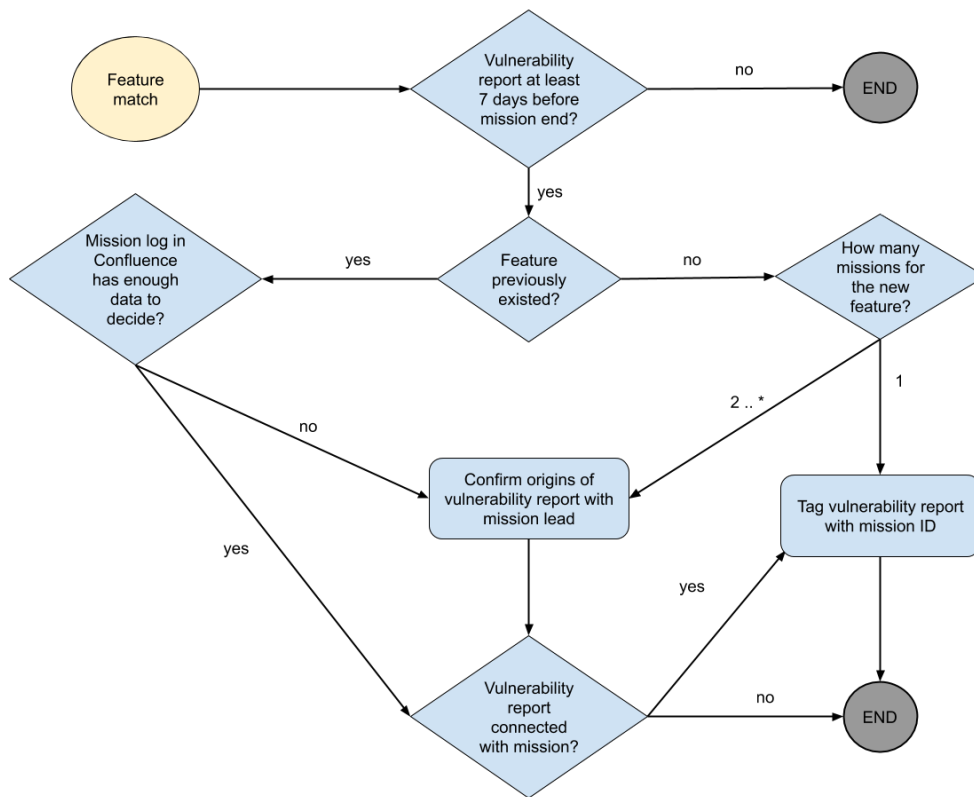 Feature
match
Vulnerability
report at least
7 days before
mission end?
no
END
yes
Mission log in
Confluence
has enough
data to
decide?
yes
Feature
previously
existed?
no
How many
missions for
the new
feature?
no
2 .. *
1
Confirm origins of
vulnerability report with
mission lead
Tag vulnerability report
with mission ID
yes
yes
Vulnerability
report
connected
with mission?
no
END